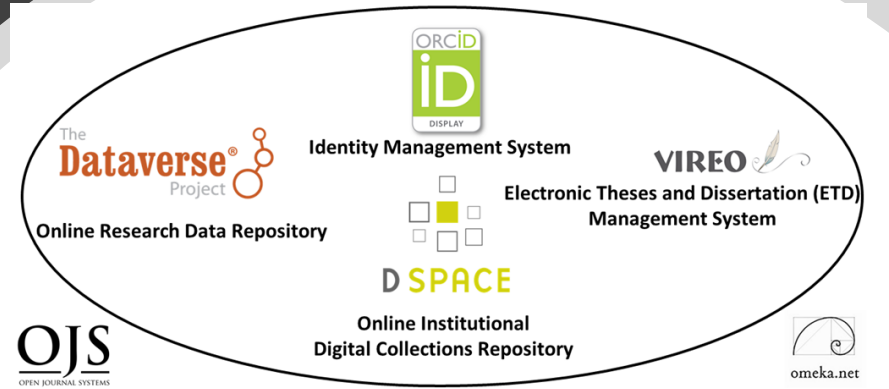 ORCID
iD
DISPLAY
Identity Management System
The
Dataverse®
Project
Online Research Data Repository
VIREO
Electronic Theses and Dissertation (ETD)
Management System
D SPACE
Online Institutional
Digital Collections Repository
OJS
OPEN JOURNAL SYSTEMS
omeka.net